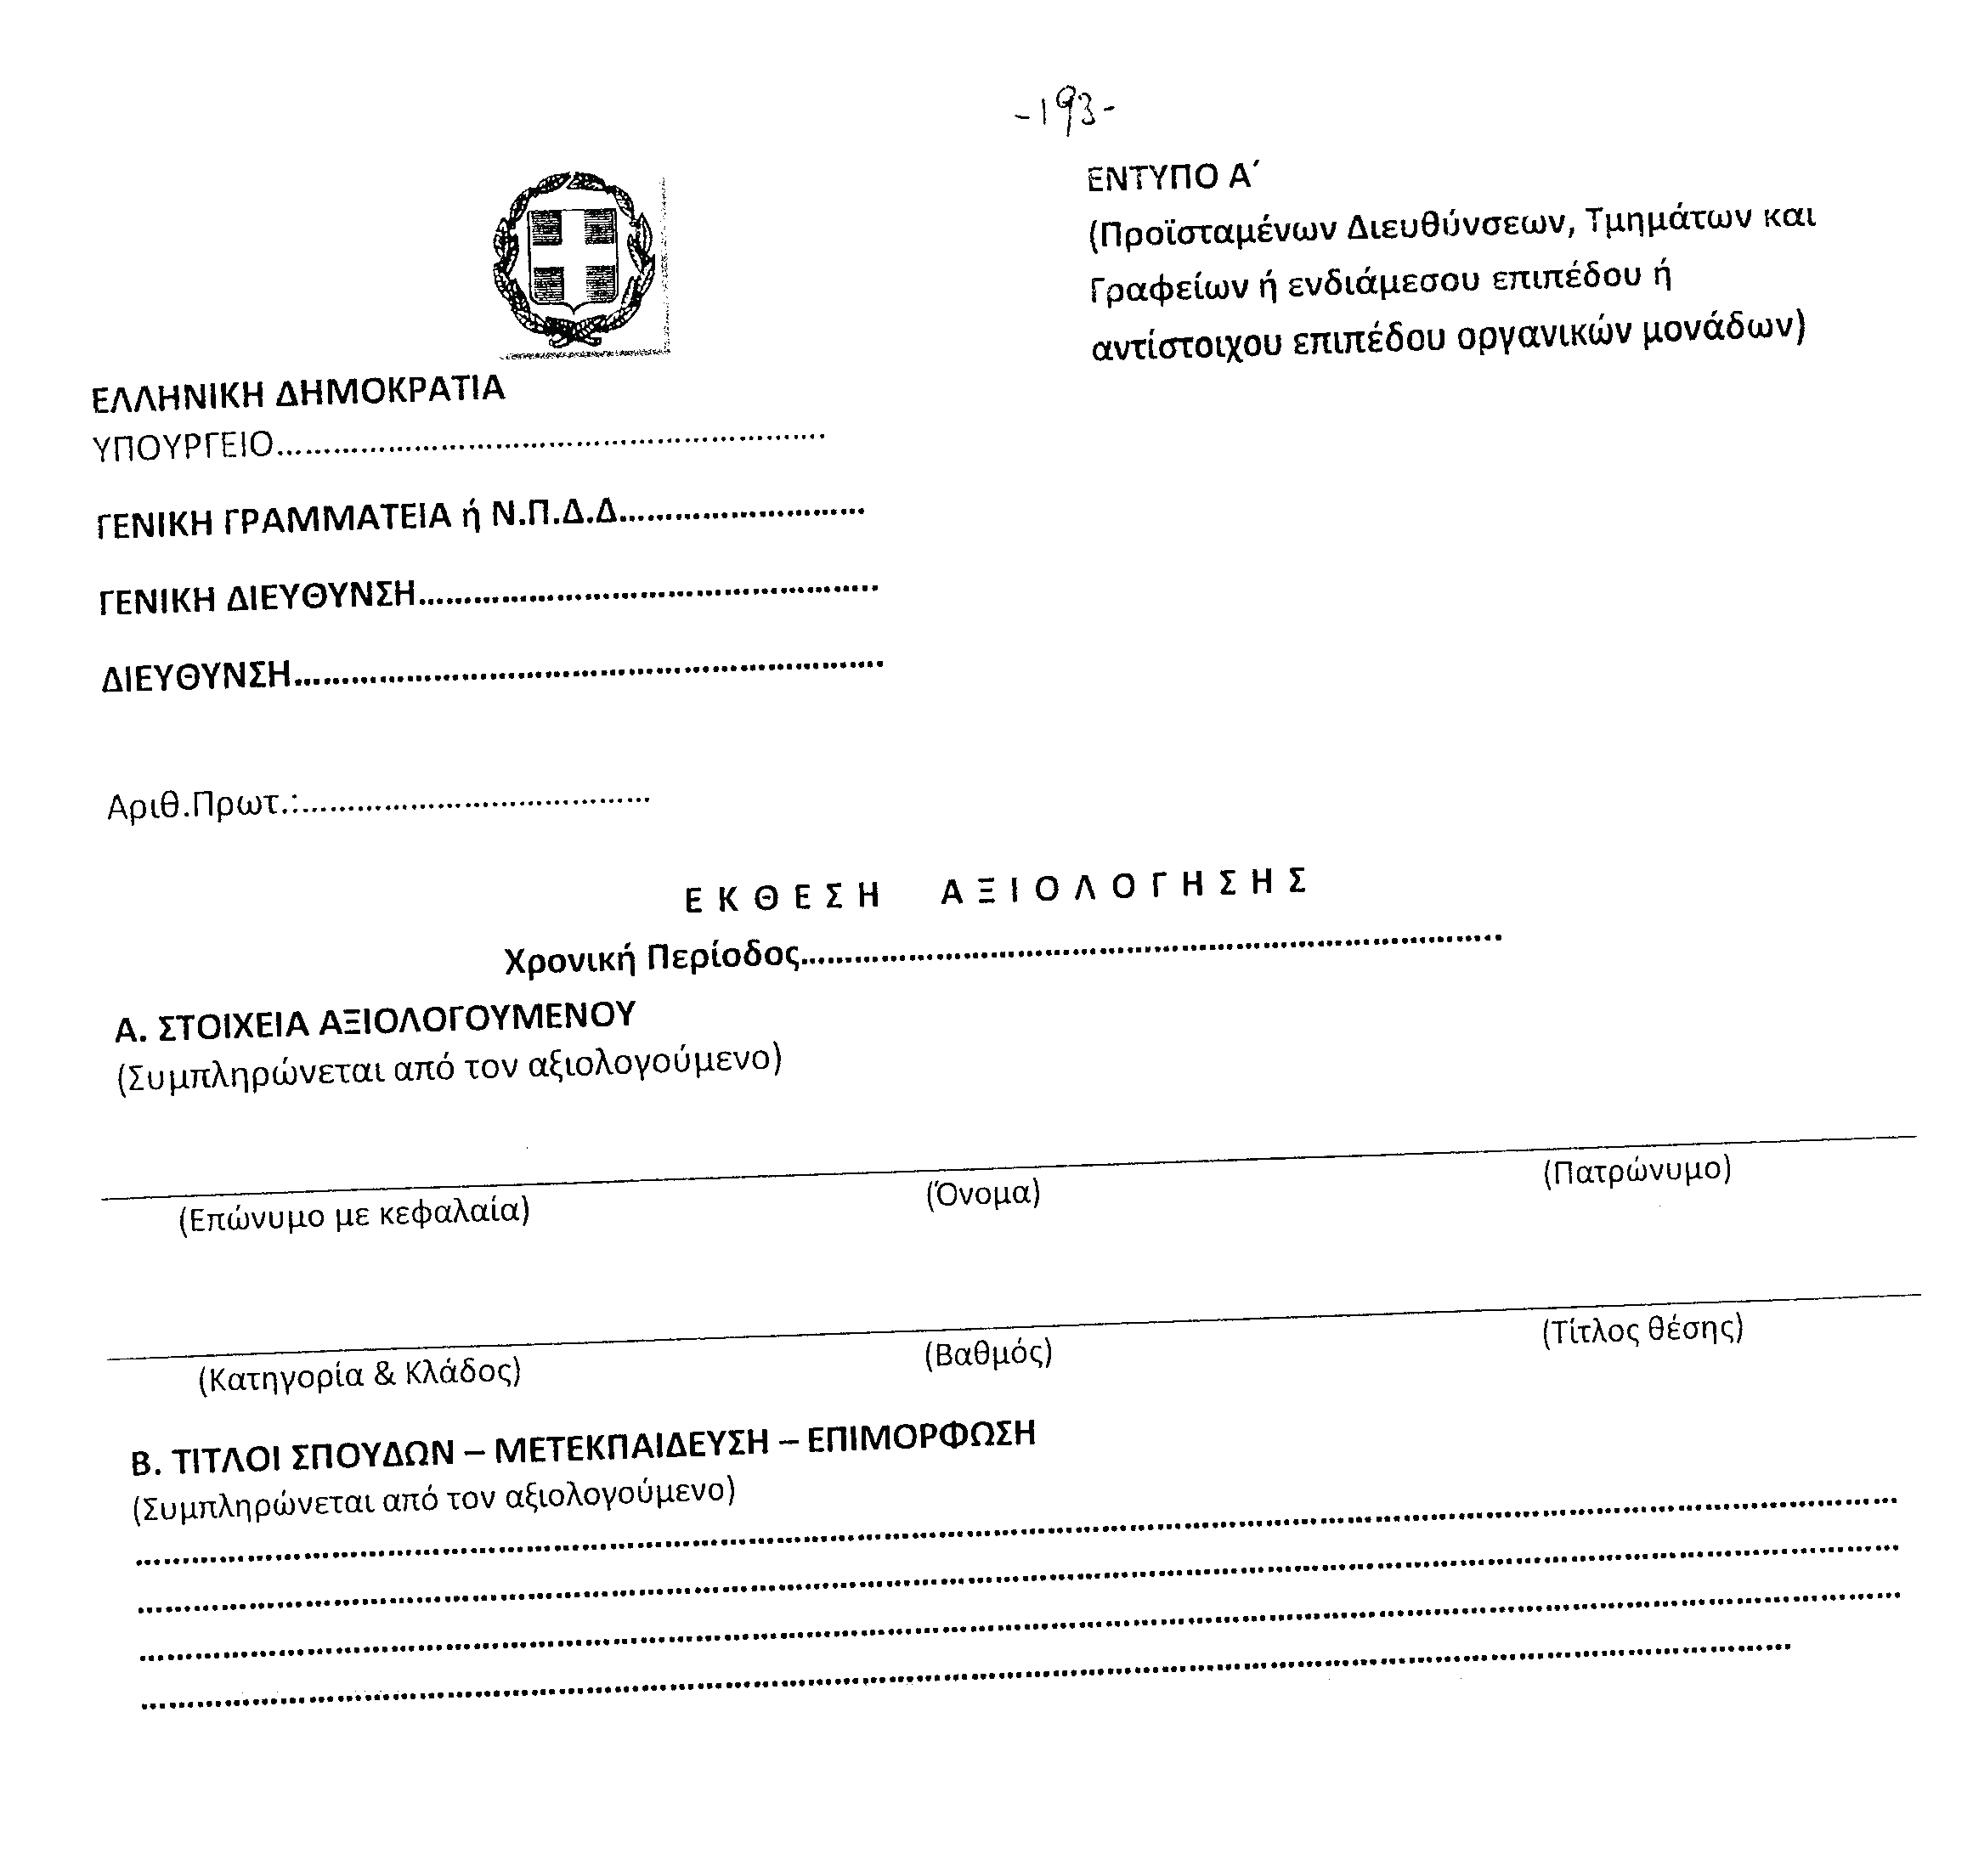 -193-
ΕΝΤΥΠΟ Α΄
(Προϊσταμένων Διευθύνσεων, Τμημάτων και
Γραφείων ή ενδιάμεσου επιπέδου ή
αντίστοιχου επιπέδου οργανικών μονάδων)
ΕΛΛΗΝΙΚΗ ΔΗΜΟΚΡΑΤΙΑ
ΥΠΟΥΡΓΕΙΟ............................................................
ΓΕΝΙΚΗ ΓΡΑΜΜΑΤΕΙΑ ή Ν.Π.Δ.Δ...........................
ΓΕΝΙΚΗ ΔΙΕΥΘΥΝΣΗ..................................................
ΔΙΕΥΘΥΝΣΗ................................................................
Αριθ.Πρωτ.:......................................
Ε Κ Θ Ε Σ Η Α Ξ Ι Ο Λ Ο Γ Η Σ Η Σ
Χρονική Περίοδος............................................................................
Α. ΣΤΟΙΧΕΙΑ ΑΞΙΟΛΟΓΟΥΜΕΝΟΥ
(Συμπληρώνεται από τον αξιολογούμενο)
(Επώνυμο με κεφαλαία) (Όνομα) (Πατρώνυμο)
(Κατηγορία & Κλάδος) (Βαθμός) (Τίτλος θέσης)
Β. ΤΙΤΛΟΙ ΣΠΟΥΔΩΝ – ΜΕΤΕΚΠΑΙΔΕΥΣΗ – ΕΠΙΜΟΡΦΩΣΗ
(Συμπληρώνεται από τον αξιολογούμενο)